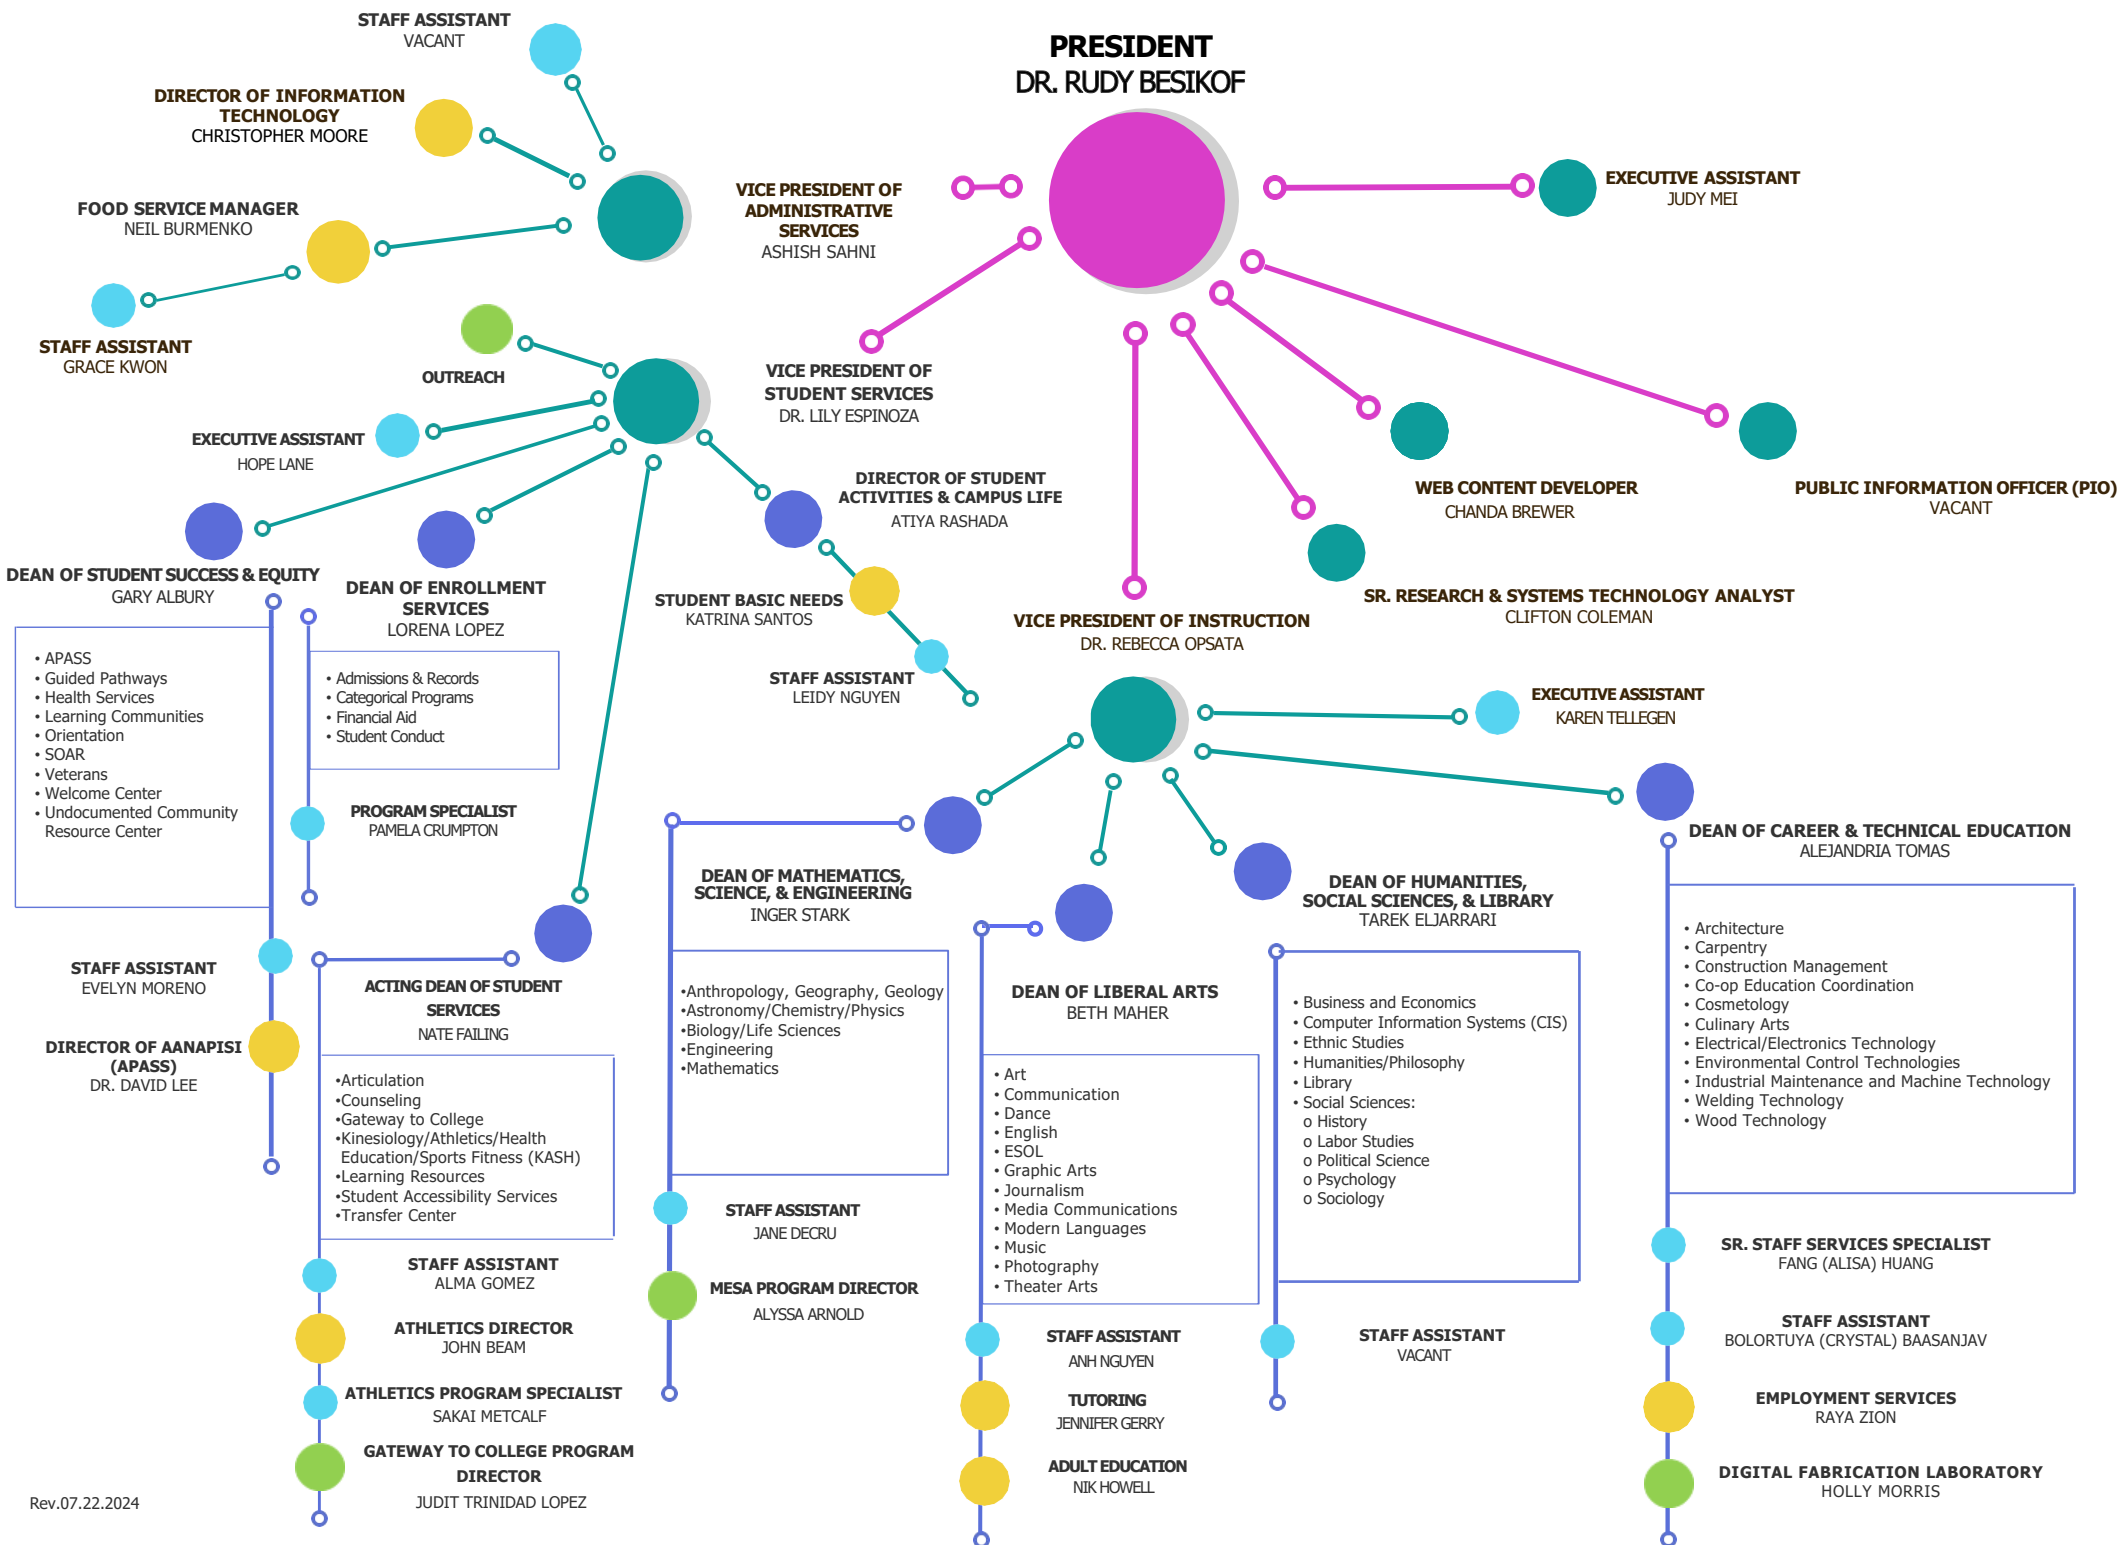 STAFF ASSISTANT
VACANT
PRESIDENT
DR. RUDY BESIKOF
DIRECTOR OF INFORMATION
TECHNOLOGY
CHRISTOPHER MOORE
FOOD SERVICE MANAGER
NEIL BURMENKO
STAFF ASSISTANT
GRACE KWON
VICE PRESIDENT OF
ADMINISTRATIVE
SERVICES
ASHISH SAHNI
EXECUTIVE ASSISTANT
JUDY MEI
OUTREACH
VICE PRESIDENT OF
STUDENT SERVICES
DR. LILY ESPINOZA
EXECUTIVE ASSISTANT
HOPE LANE
DIRECTOR OF STUDENT
ACTIVITIES & CAMPUS LIFE
ATIYA RASHADA
WEB CONTENT DEVELOPER
CHANDA BREWER
PUBLIC INFORMATION OFFICER (PIO)
VACANT
DEAN OF STUDENT SUCCESS & EQUITY
GARY ALBURY
DEAN OF ENROLLMENT
SERVICES
LORENA LOPEZ
STUDENT BASIC NEEDS
KATRINA SANTOS
SR. RESEARCH & SYSTEMS TECHNOLOGY ANALYST
CLIFTON COLEMAN
VICE PRESIDENT OF INSTRUCTION
DR. REBECCA OPSATA
STAFF ASSISTANT
LEIDY NGUYEN
EXECUTIVE ASSISTANT
KAREN TELLEGEN
• APASS
• Guided Pathways
• Health Services
• Learning Communities
• Orientation
• SOAR
• Veterans
• Welcome Center
• Undocumented Community
Resource Center
• Admissions & Records
• Categorical Programs
• Financial Aid
• Student Conduct
PROGRAM SPECIALIST
PAMELA CRUMPTON
STAFF ASSISTANT
EVELYN MORENO
DIRECTOR OF AANAPISI
(APASS)
DR. DAVID LEE
ACTING DEAN OF STUDENT
SERVICES
NATE FAILING
•Articulation
•Counseling
•Gateway to College
•Kinesiology/Athletics/Health
Education/Sports Fitness (KASH)
•Learning Resources
•Student Accessibility Services
•Transfer Center
STAFF ASSISTANT
ALMA GOMEZ
ATHLETICS DIRECTOR
JOHN BEAM
ATHLETICS PROGRAM SPECIALIST
SAKAI METCALF
GATEWAY TO COLLEGE PROGRAM
DIRECTOR
JUDIT TRINIDAD LOPEZ
DEAN OF MATHEMATICS,
SCIENCE, & ENGINEERING
INGER STARK
•Anthropology, Geography, Geology
•Astronomy/Chemistry/Physics
•Biology/Life Sciences
•Engineering
•Mathematics
STAFF ASSISTANT
JANE DECRU
MESA PROGRAM DIRECTOR
ALYSSA ARNOLD
DEAN OF LIBERAL ARTS
BETH MAHER
• Art
• Communication
• Dance
• English
• ESOL
• Graphic Arts
• Journalism
• Media Communications
• Modern Languages
• Music
• Photography
• Theater Arts
STAFF ASSISTANT
ANH NGUYEN
TUTORING
JENNIFER GERRY
ADULT EDUCATION
NIK HOWELL
DEAN OF HUMANITIES,
SOCIAL SCIENCES, & LIBRARY
TAREK ELJARRARI
• Business and Economics
• Computer Information Systems (CIS)
• Ethnic Studies
• Humanities/Philosophy
• Library
• Social Sciences:
o History
o Labor Studies
o Political Science
o Psychology
o Sociology
STAFF ASSISTANT
VACANT
DEAN OF CAREER & TECHNICAL EDUCATION
ALEJANDRIA TOMAS
• Architecture
• Carpentry
• Construction Management
• Co-op Education Coordination
• Cosmetology
• Culinary Arts
• Electrical/Electronics Technology
• Environmental Control Technologies
• Industrial Maintenance and Machine Technology
• Welding Technology
• Wood Technology
SR. STAFF SERVICES SPECIALIST
FANG (ALISA) HUANG
STAFF ASSISTANT
BOLORTUYA (CRYSTAL) BAASANJAV
EMPLOYMENT SERVICES
RAYA ZION
DIGITAL FABRICATION LABORATORY
HOLLY MORRIS
Rev.07.22.2024